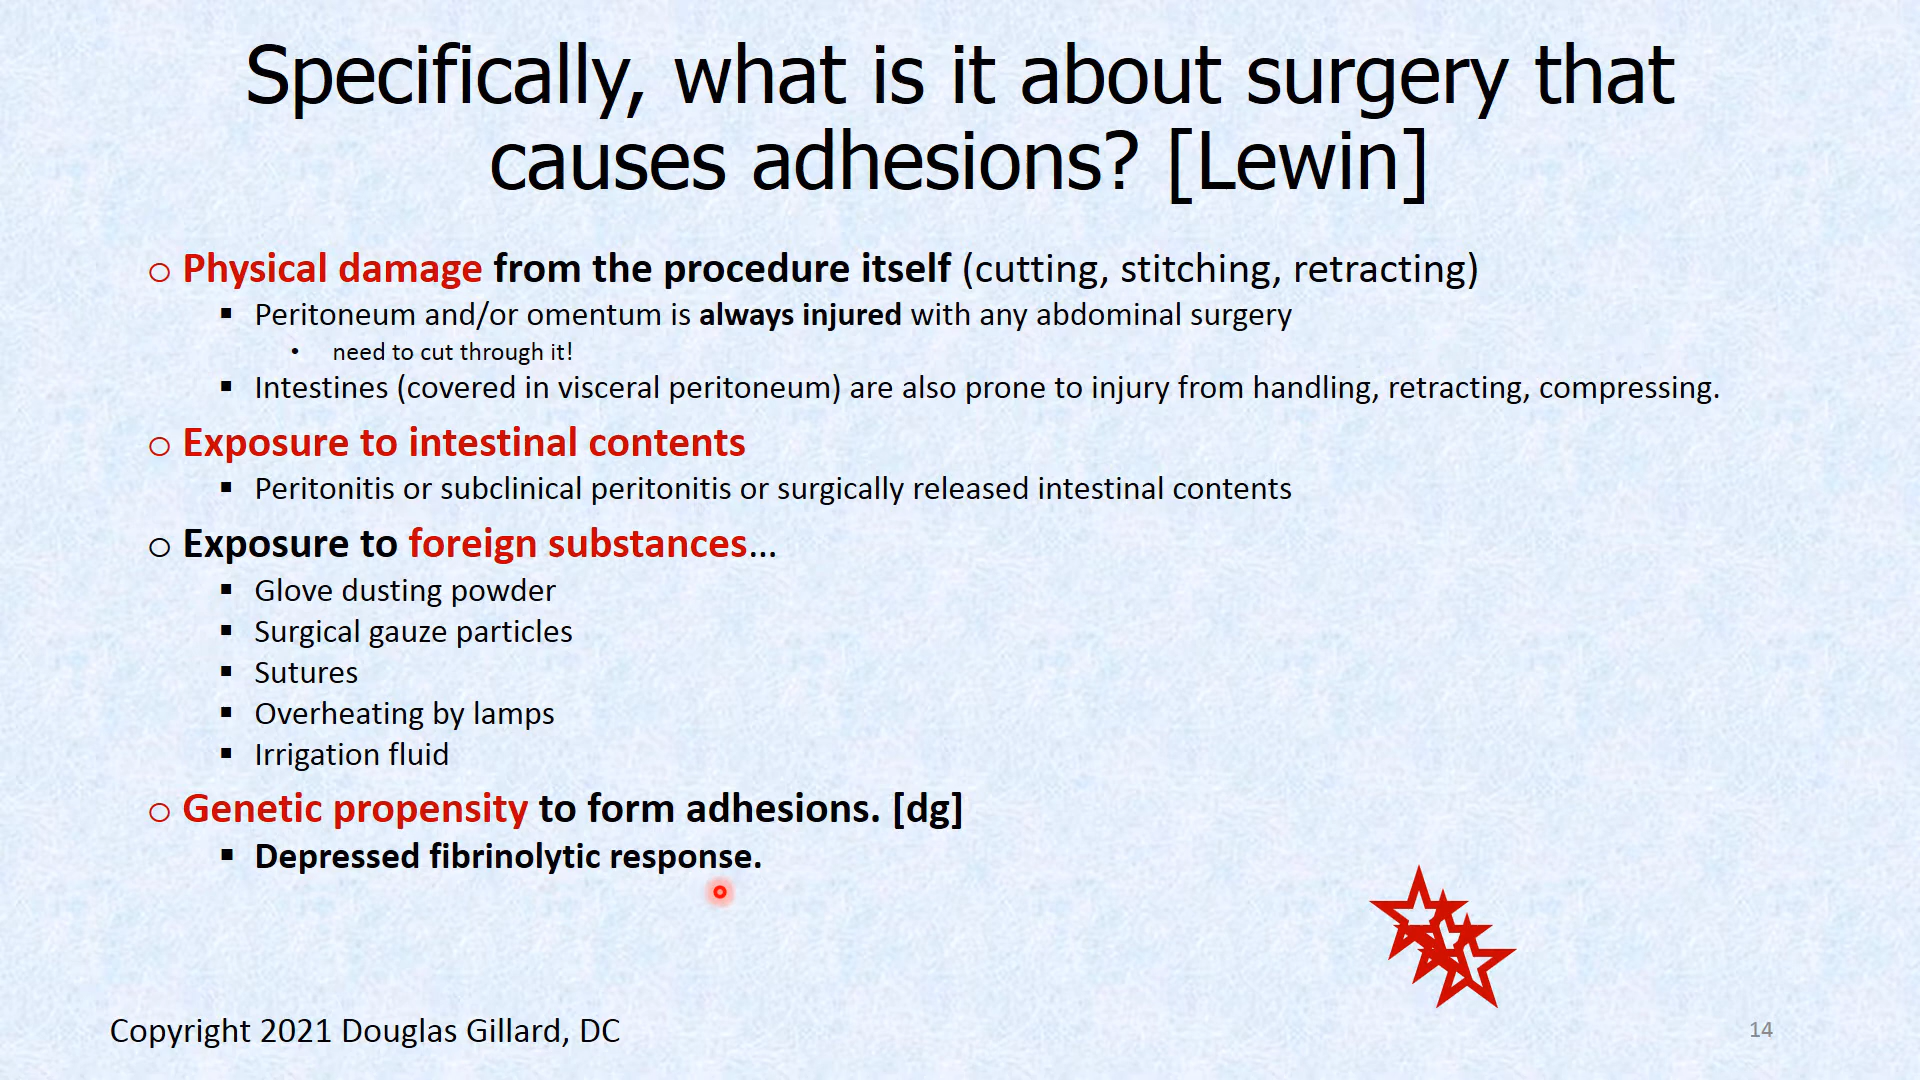 Specifically, what is it about surgery that
causes adhesions? [Lewin]
○ Physical damage from the procedure itself (cutting, stitching, retracting)
▪ Peritoneum and/or omentum is always injured with any abdominal surgery
• need to cut through it!
▪ Intestines (covered in visceral peritoneum) are also prone to injury from handling, retracting, compressing.
○ Exposure to intestinal contents
▪ Peritonitis or subclinical peritonitis or surgically released intestinal contents
○ Exposure to foreign substances…
▪ Glove dusting powder
▪ Surgical gauze particles
▪ Sutures
▪ Overheating by lamps
▪ Irrigation fluid
○ Genetic propensity to form adhesions. [dg]
▪ Depressed fibrinolytic response.
Copyright 2021 Douglas Gillard, DC
14